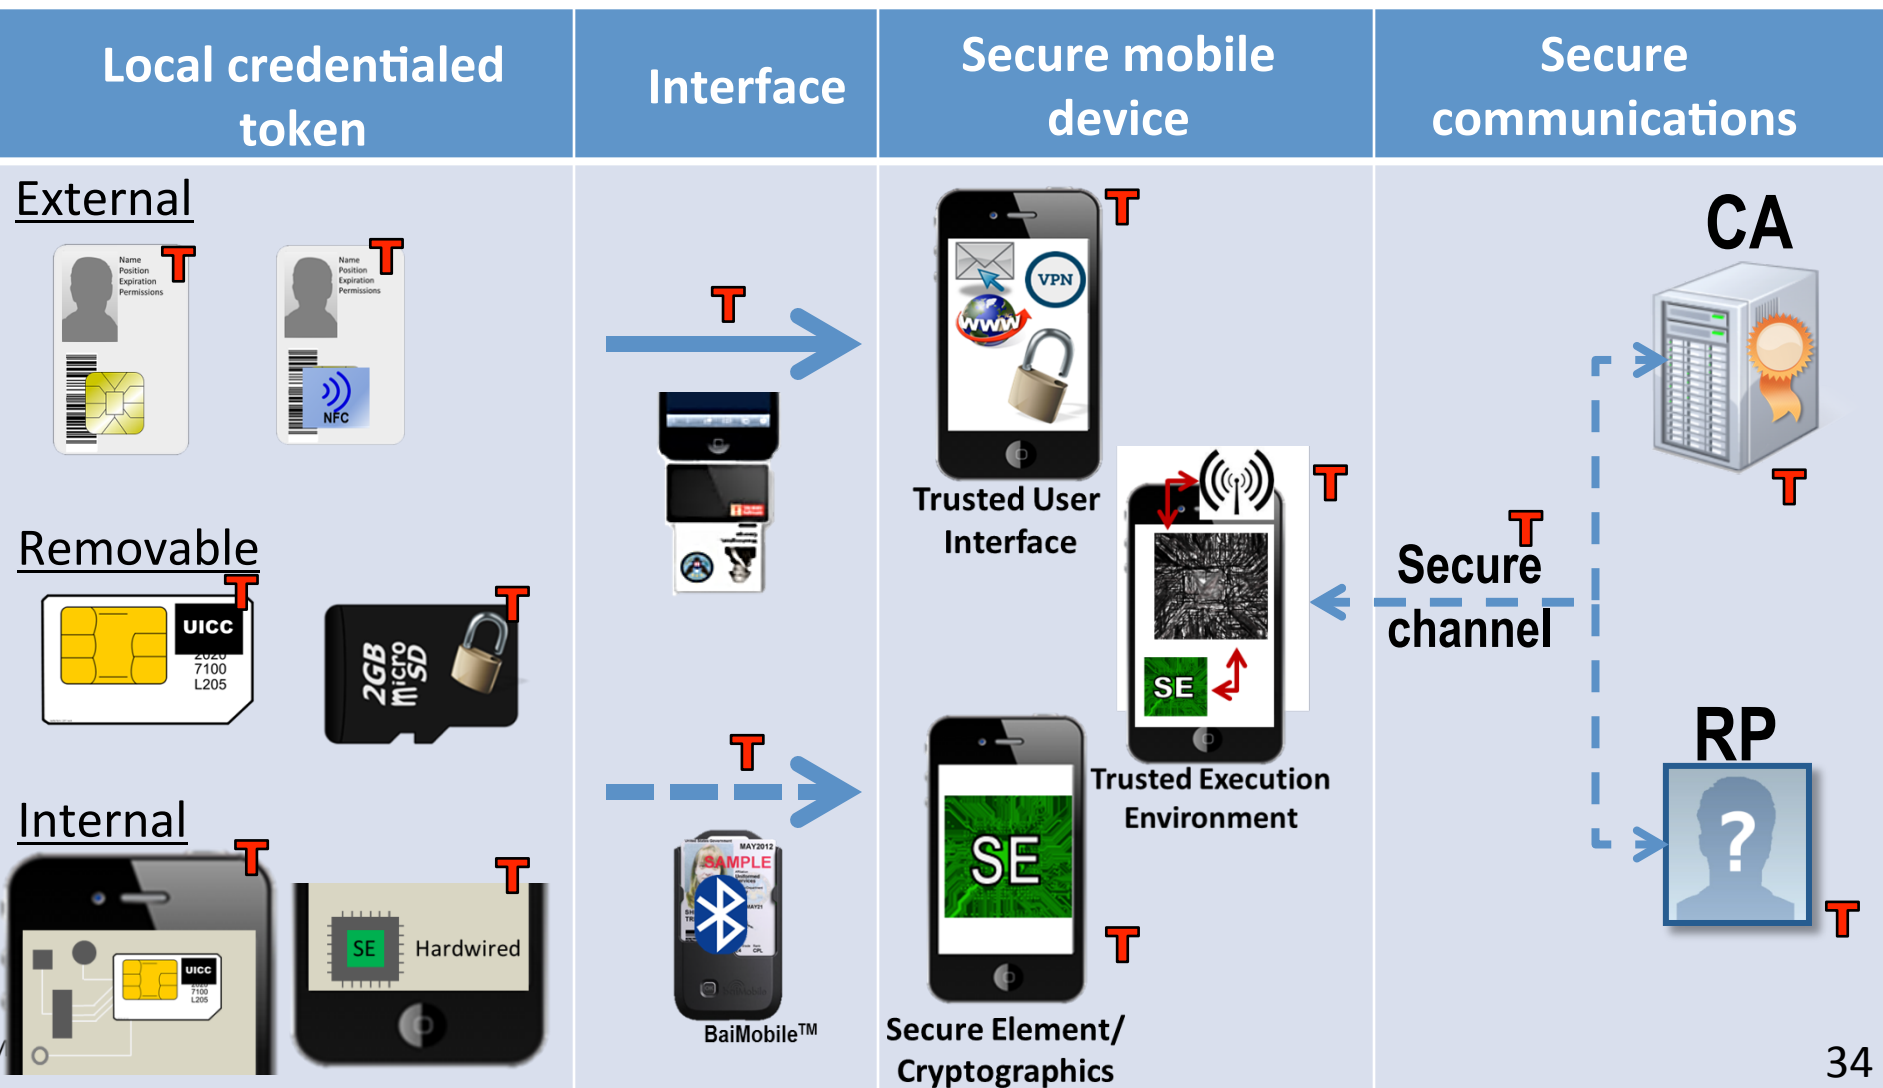 Local credentialed
token
Interface
Secure mobile
device
Secure
communications
External
T
Name
Position
Expiration
Permissions
T
Name
Position
Expiration
Permissions
NFC
Removable
T
UICC
2020
7100
L205
T
2GB
micro
SD
Internal
T
UICC
7100
L205
T
SE
Hardwired
T
T
MAY2012
SAMPLE
BaiMobile™
T
VPN
www
Trusted User
Interface
T
SE
Trusted Execution
Environment
SE
T
Secure Element/
Cryptographics
T
Secure
channel
CA
T
RP
?
T
34